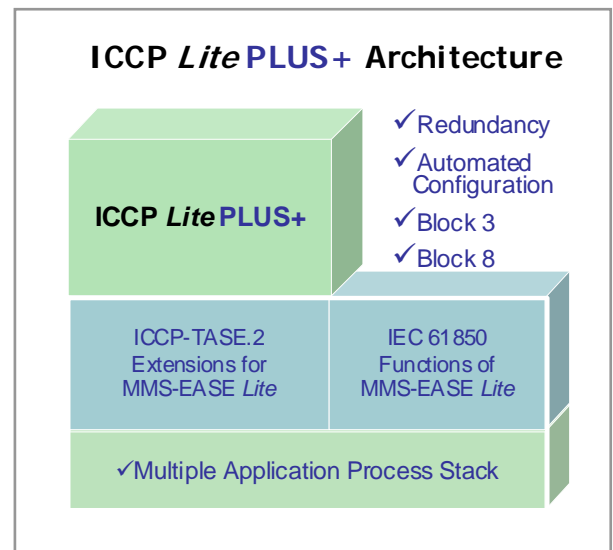 ICCP Lite PLUS+ Architecture
✓Redundancy
✓Automated
Configuration
✓Block 3
✓Block 8
ICCP Lite PLUS+
ICCP-TASE.2
Extensions for
MMS-EASE Lite
IEC 61850
Functions of
MMS-EASE Lite
✓Multiple Application Process Stack